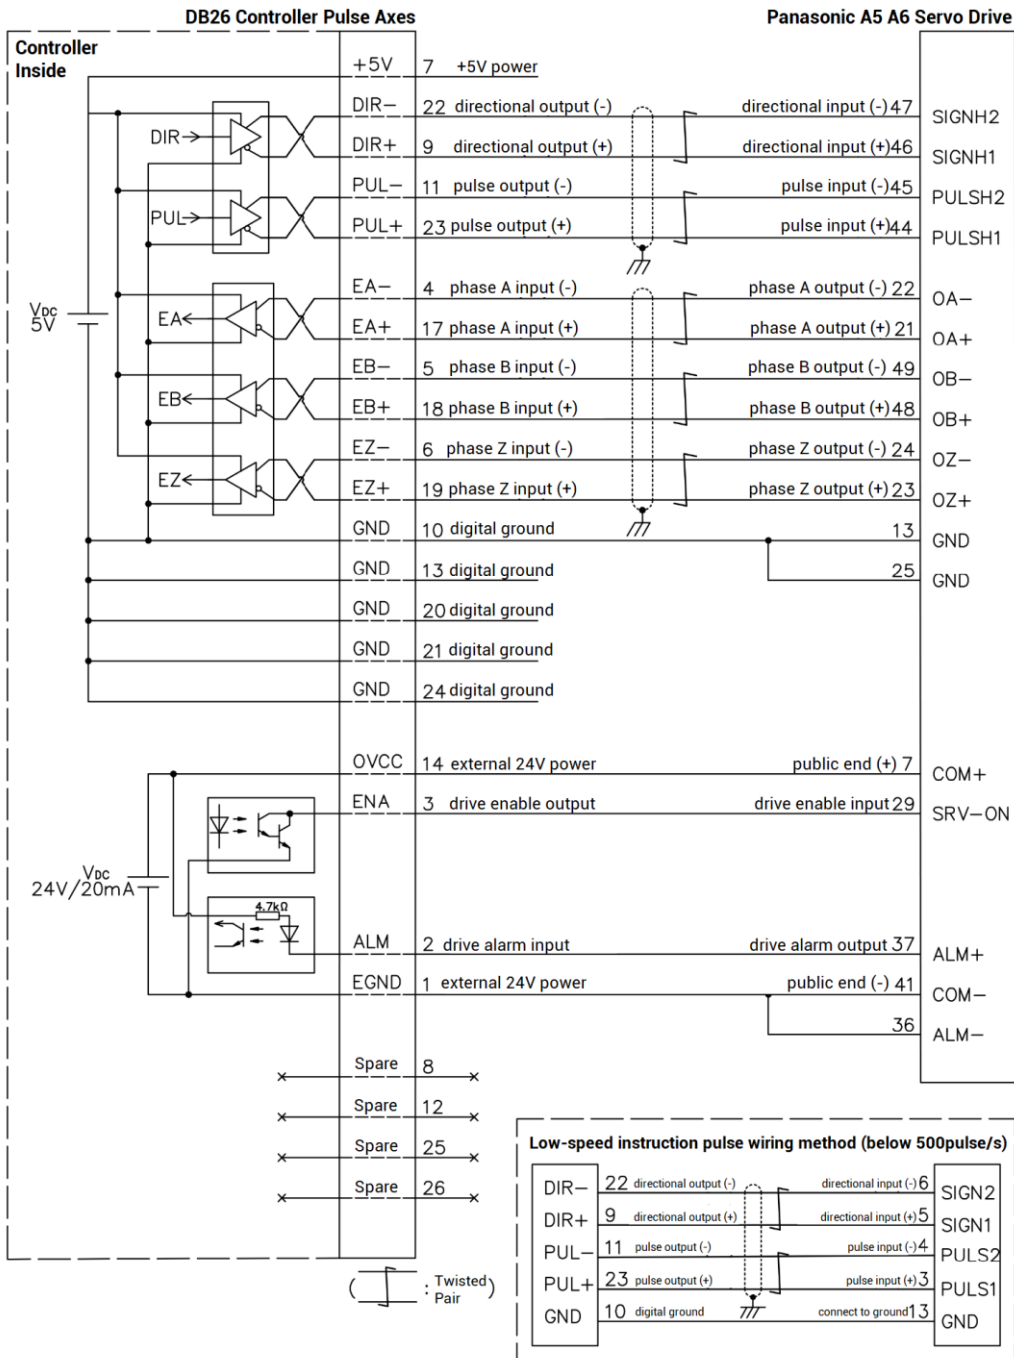 DB26 Controller Pulse Axes
Panasonic A5 A6 Servo Drive
Controller
Inside
+5V 7 +5V power
DIR- 22 directional output (-) directional input (-) 47 SIGNH2
DIR
DIR+ 9 directional output (+) directional input (+)46 SIGNH1
PUL- 11 pulse output (-) pulse input (-)45 PULSH2
PUL
PUL+ 23 pulse output (+) pulse input (+)44 PULSH1
EA- 4 phase A input (-) phase A output (-) 22 OA-
VDC
5V
EA
EA+ 17 phase A input (+) phase A output (+) 21 OA+
EB- 5 phase B input (-) phase B output (-) 49 OB-
EB
EB+ 18 phase B input (+) phase B output (+)48 OB+
EZ- 6 phase Z input (-) phase Z output (-) 24 OZ-
EZ
EZ+ 19 phase Z input (+) phase Z output (+)23 OZ+
GND 10 digital ground 13 GND
GND 13 digital ground 25 GND
GND 20 digital ground
GND 21 digital ground
GND 24 digital ground
OVCC 14 external 24V power public end (+) 7 COM+
ENA 3 drive enable output drive enable input 29 SRV-ON
VDC
24V/20mA
4.7kΩ
ALM 2 drive alarm input drive alarm output 37 ALM+
EGND 1 external 24V power public end (-) 41 COM-
36 ALM-
Spare 8
Spare 12
Spare 25
Spare 26
( : Twisted Pair )
Low-speed instruction pulse wiring method (below 500pulse/s)
DIR- 22 directional output (-) directional input (-)6 SIGN2
DIR+ 9 directional output (+) directional input (+)5 SIGN1
PUL- 11 pulse output (-) pulse input (-)4 PULS2
PUL+ 23 pulse output (+) pulse input (+)3 PULS1
GND 10 digital ground connect to ground13 GND